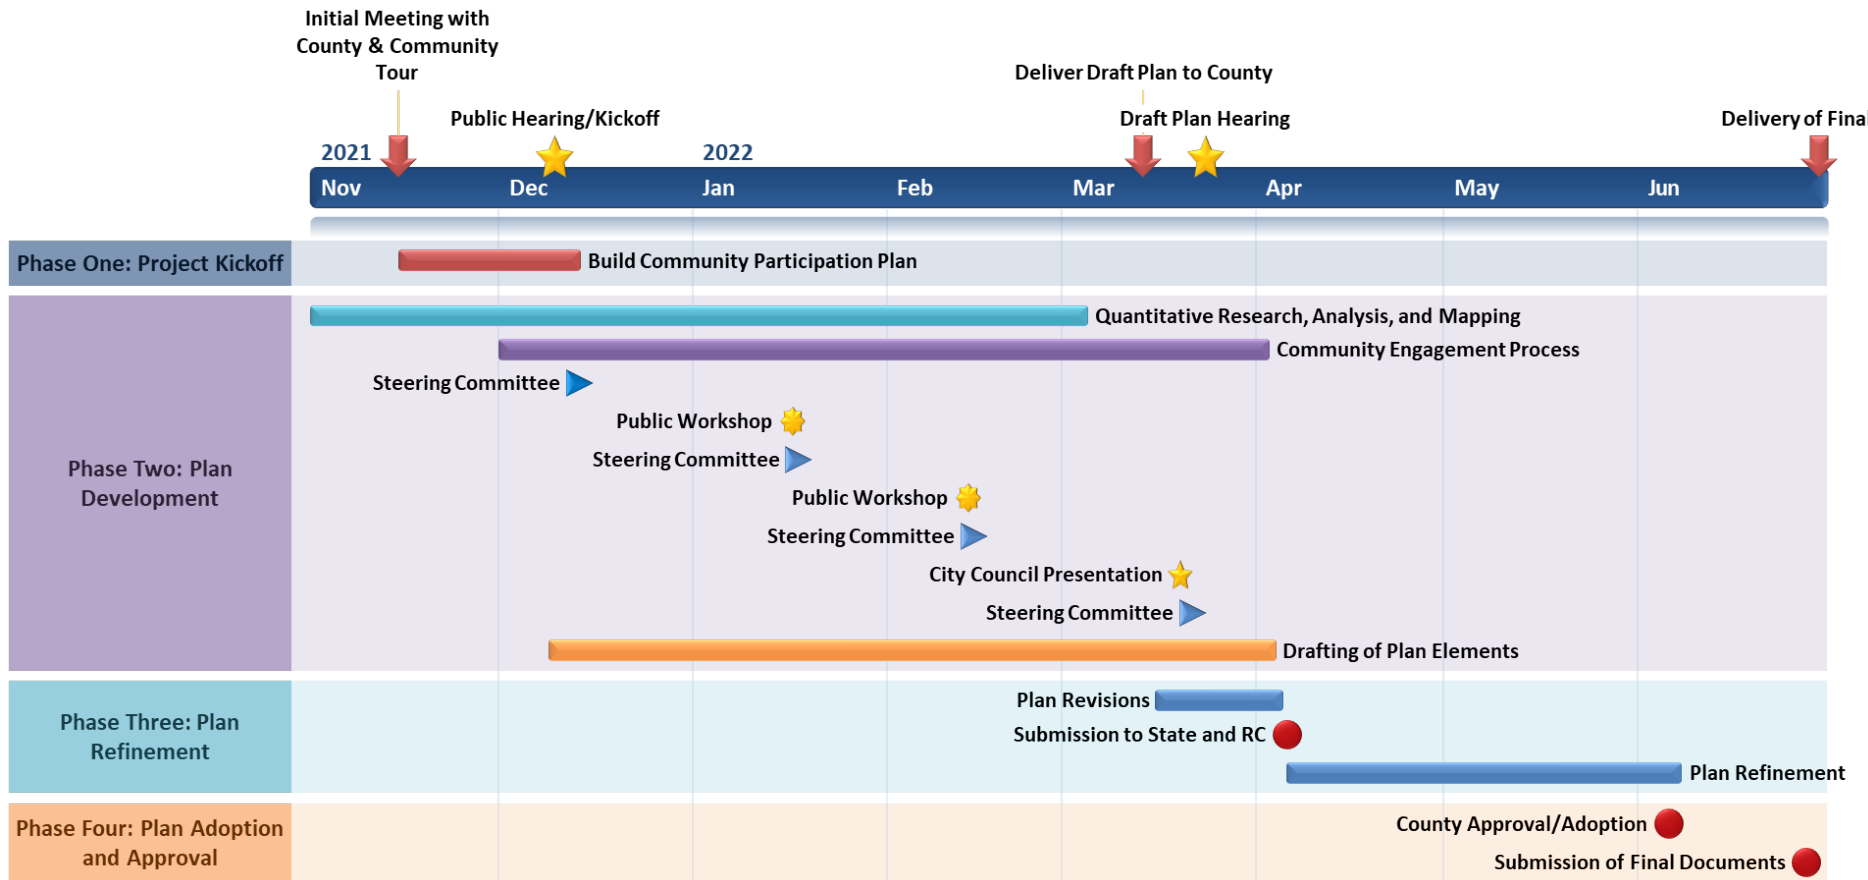 Initial Meeting with
County & Community
Tour
Deliver Draft Plan to County
Public Hearing/Kickoff
Draft Plan Hearing
Delivery of Final
2021
2022
Nov
Dec
Jan
Feb
Mar
Apr
May
Jun
Phase One: Project Kickoff
Build Community Participation Plan
Quantitative Research, Analysis, and Mapping
Community Engagement Process
Steering Committee
Public Workshop
Steering Committee
Phase Two: Plan
Development
Public Workshop
Steering Committee
City Council Presentation
Steering Committee
Drafting of Plan Elements
Plan Revisions
Phase Three: Plan
Refinement
Submission to State and RC
Plan Refinement
Phase Four: Plan Adoption
and Approval
County Approval/Adoption
Submission of Final Documents